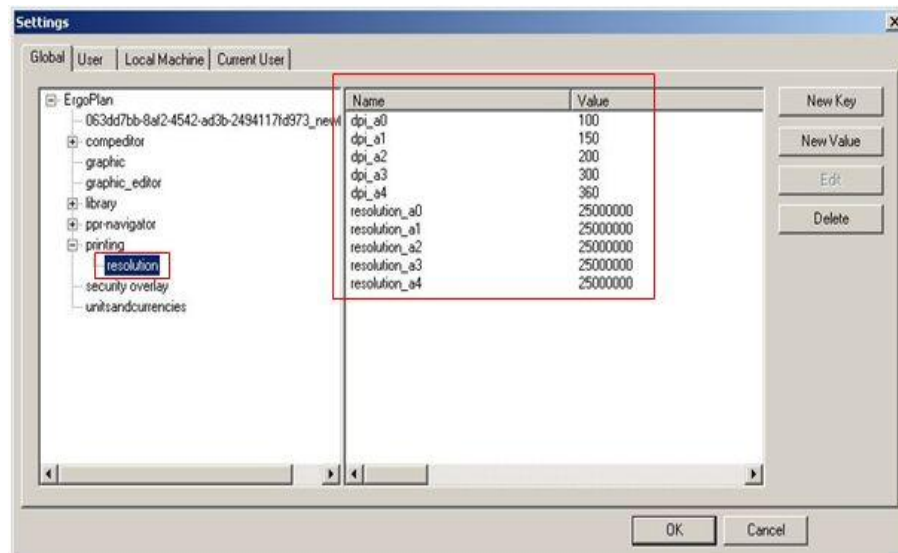 Settings
Global User Local Machine Current User
ErgoPlan
063dd7bb-8af2-4542-ad3b-2494117fd973_newl
compeditor
graphic
graphic_editor
library
ppr-navigator
printing
resolution
security overlay
unitsandcurrencies
Name Value
dpi_a0 100
dpi_a1 150
dpi_a2 200
dpi_a3 300
dpi_a4 360
resolution_a0 25000000
resolution_a1 25000000
resolution_a2 25000000
resolution_a3 25000000
resolution_a4 25000000
New Key
New Value
Edit
Delete
OK Cancel